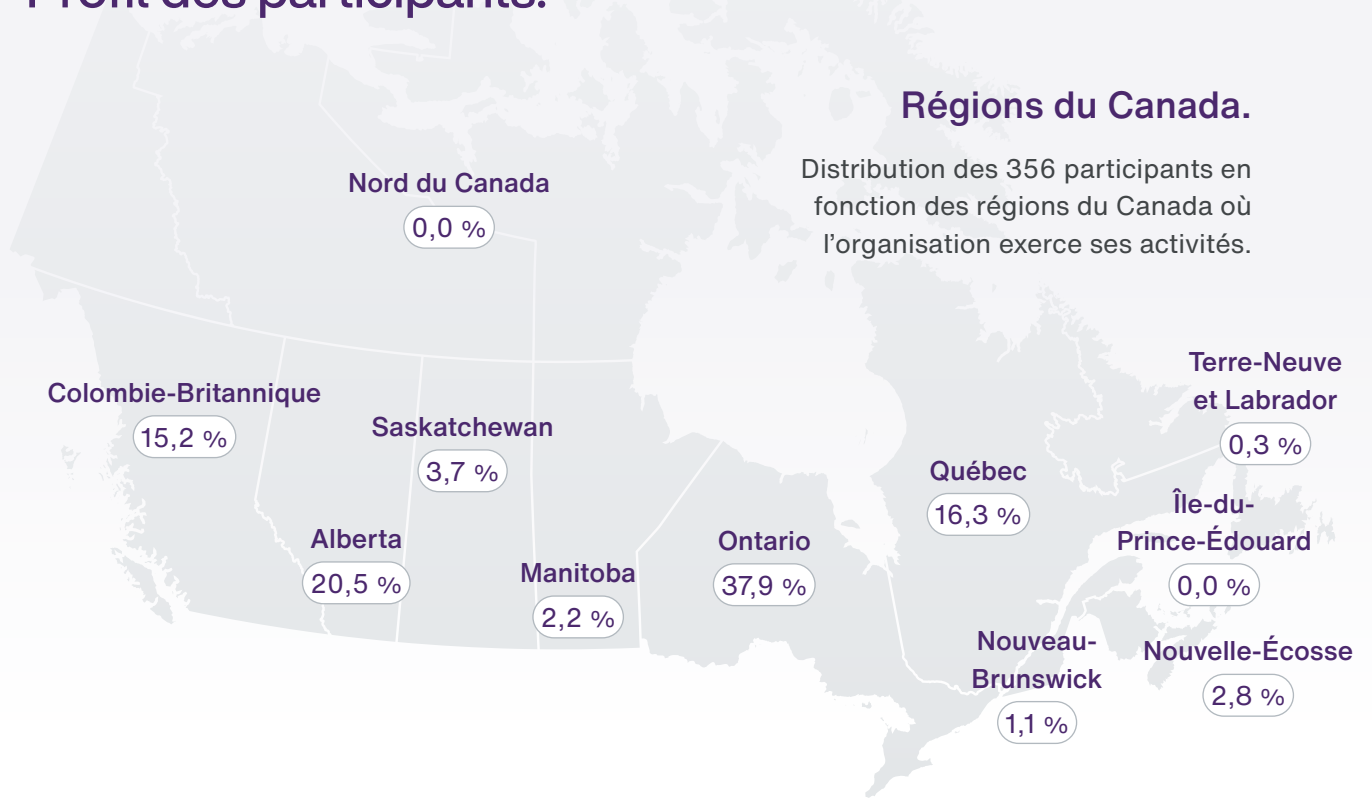 Profil des participants.
Régions du Canada.
Distribution des 356 participants en
fonction des régions du Canada où
l’organisation exerce ses activités.
Nord du Canada
0,0 %
Colombie-Britannique
15,2 %
Saskatchewan
3,7 %
Alberta
20,5 %
Manitoba
2,2 %
Ontario
37,9 %
Québec
16,3 %
Terre-Neuve
et Labrador
0,3 %
Île-du-
Prince-Édouard
0,0 %
Nouveau-
Brunswick
1,1 %
Nouvelle-Écosse
2,8 %